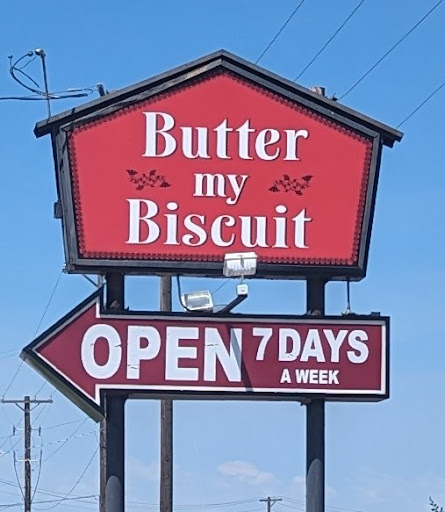 Butter
my
Biscuit
OPEN 7 DAYS
A WEEK